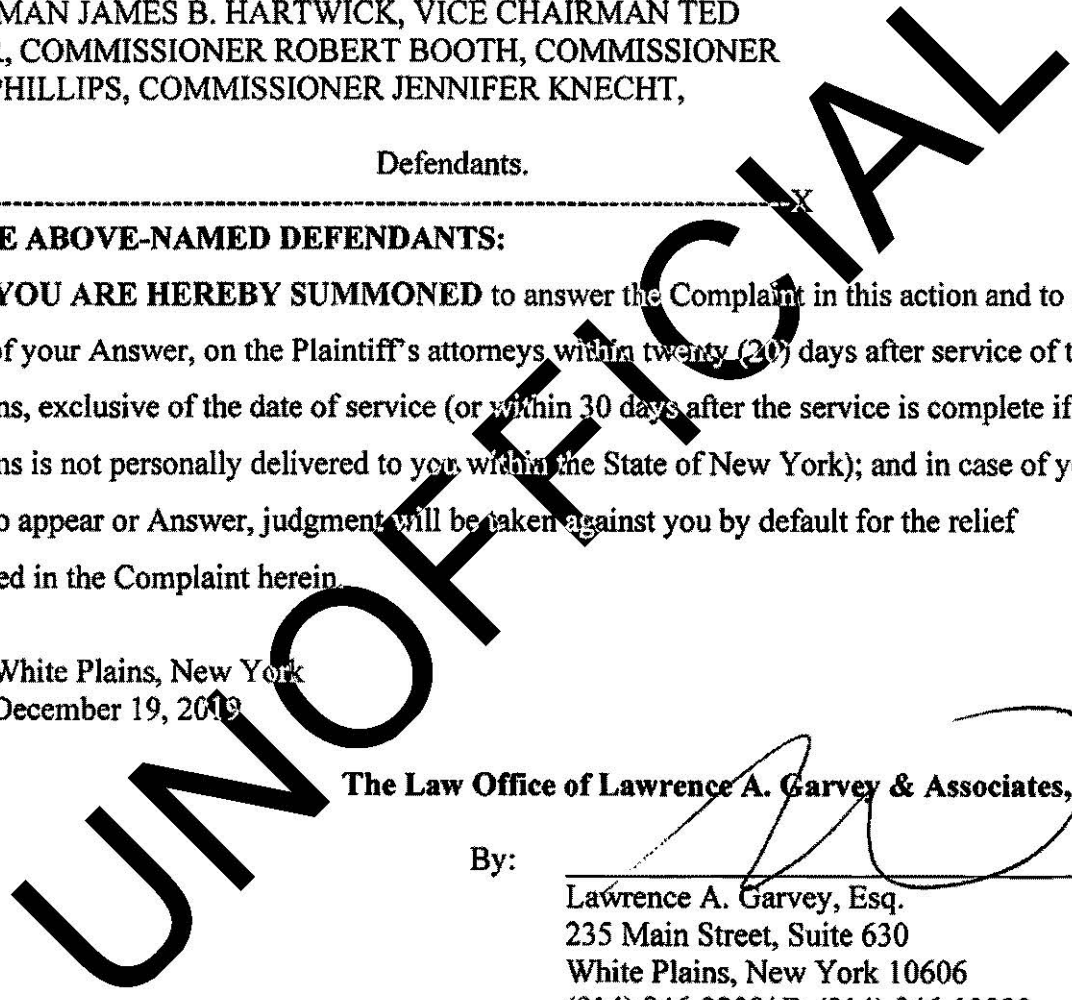 MAN JAMES B. HARTWICK, VICE CHAIRMAN TED
, COMMISSIONER ROBERT BOOTH, COMMISSIONER
PHILLIPS, COMMISSIONER JENNIFER KNECHT,
Defendants.
X
E ABOVE-NAMED DEFENDANTS:
YOU ARE HEREBY SUMMONED to answer the Complaint in this action and to
of your Answer, on the Plaintiff's attorneys within twenty (20) days after service of t
ns, exclusive of the date of service (or within 30 days after the service is complete if
ns is not personally delivered to you within the State of New York); and in case of y
o appear or Answer, judgment will be taken against you by default for the relief
ed in the Complaint herein.
White Plains, New York
December 19, 2019
The Law Office of Lawrence A. Garvey & Associates,
By:
Lawrence A. Garvey, Esq.
235 Main Street, Suite 630
White Plains, New York 10606
UNOFFICIAL